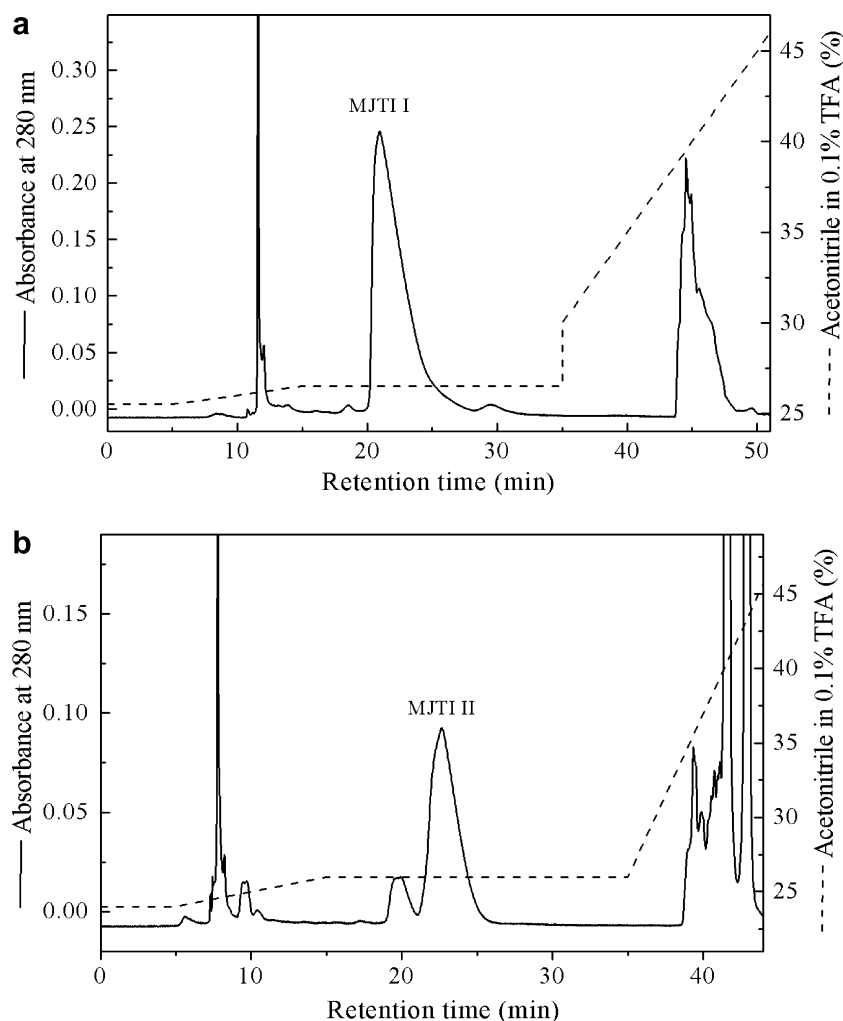 a
MJTI I
Absorbance at 280 nm
0.30
0.25
0.20
0.15
0.10
0.05
0.00
45
40
35
30
25
Acetonitrile in 0.1% TFA (%)
0 10 20 30 40 50
Retention time (min)
b
MJTI II
Absorbance at 280 nm
0.15
0.10
0.05
0.00
45
40
35
30
25
Acetonitrile in 0.1% TFA (%)
0 10 20 30 40
Retention time (min)